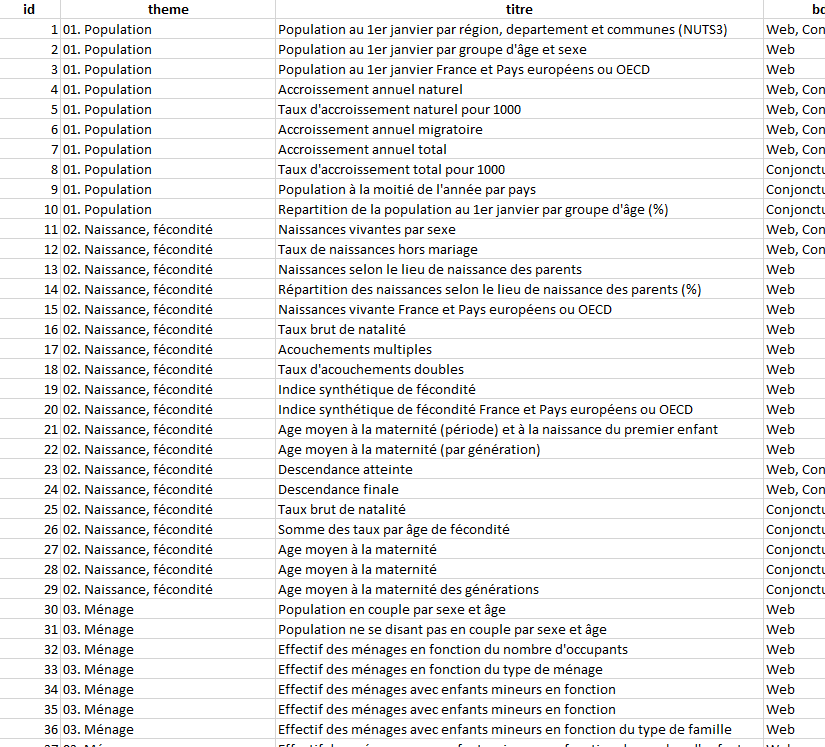 id theme titre
1 01. Population Population au 1er janvier par région, departement et communes (NUTS3) Web, Con
2 01. Population Population au 1er janvier par groupe d'âge et sexe Web
3 01. Population Population au 1er janvier France et Pays européens ou OECD Web
4 01. Population Accroissement annuel naturel Web, Con
5 01. Population Taux d'accroissement naturel pour 1000 Web, Con
6 01. Population Accroissement annuel migratoire Web, Con
7 01. Population Accroissement annuel total Web, Con
8 01. Population Taux d'accroissement total pour 1000 Conjonctu
9 01. Population Population à la moitié de l'année par pays Conjonctu
10 01. Population Repartition de la population au 1er janvier par groupe d'âge (%) Conjonctu
11 02. Naissance, fécondité Naissances vivantes par sexe Web, Con
12 02. Naissance, fécondité Taux de naissances hors mariage Web, Con
13 02. Naissance, fécondité Naissances selon le lieu de naissance des parents Web
14 02. Naissance, fécondité Répartition des naissances selon le lieu de naissance des parents (%) Web
15 02. Naissance, fécondité Naissances vivante France et Pays européens ou OECD Web
16 02. Naissance, fécondité Taux brut de natalité Web
17 02. Naissance, fécondité Acouchements multiples Web
18 02. Naissance, fécondité Taux d'acouchements doubles Web
19 02. Naissance, fécondité Indice synthétique de fécondité Web
20 02. Naissance, fécondité Indice synthétique de fécondité France et Pays européens ou OECD Web
21 02. Naissance, fécondité Age moyen à la maternité (période) et à la naissance du premier enfant Web
22 02. Naissance, fécondité Age moyen à la maternité (par génération) Web
23 02. Naissance, fécondité Descendance atteinte Web, Con
24 02. Naissance, fécondité Descendance finale Web, Con
25 02. Naissance, fécondité Taux brut de natalité Conjonctu
26 02. Naissance, fécondité Somme des taux par âge de fécondité Conjonctu
27 02. Naissance, fécondité Age moyen à la maternité Conjonctu
28 02. Naissance, fécondité Age moyen à la maternité Conjonctu
29 02. Naissance, fécondité Age moyen à la maternité des générations Conjonctu
30 03. Ménage Population en couple par sexe et âge Web
31 03. Ménage Population ne se disant pas en couple par sexe et âge Web
32 03. Ménage Effectif des ménages en fonction du nombre d'occupants Web
33 03. Ménage Effectif des ménages en fonction du type de ménage Web
34 03. Ménage Effectif des ménages avec enfants mineurs en fonction Web
35 03. Ménage Effectif des ménages avec enfants mineurs en fonction Web
36 03. Ménage Effectif des ménages avec enfants mineurs en fonction du type de famille Web